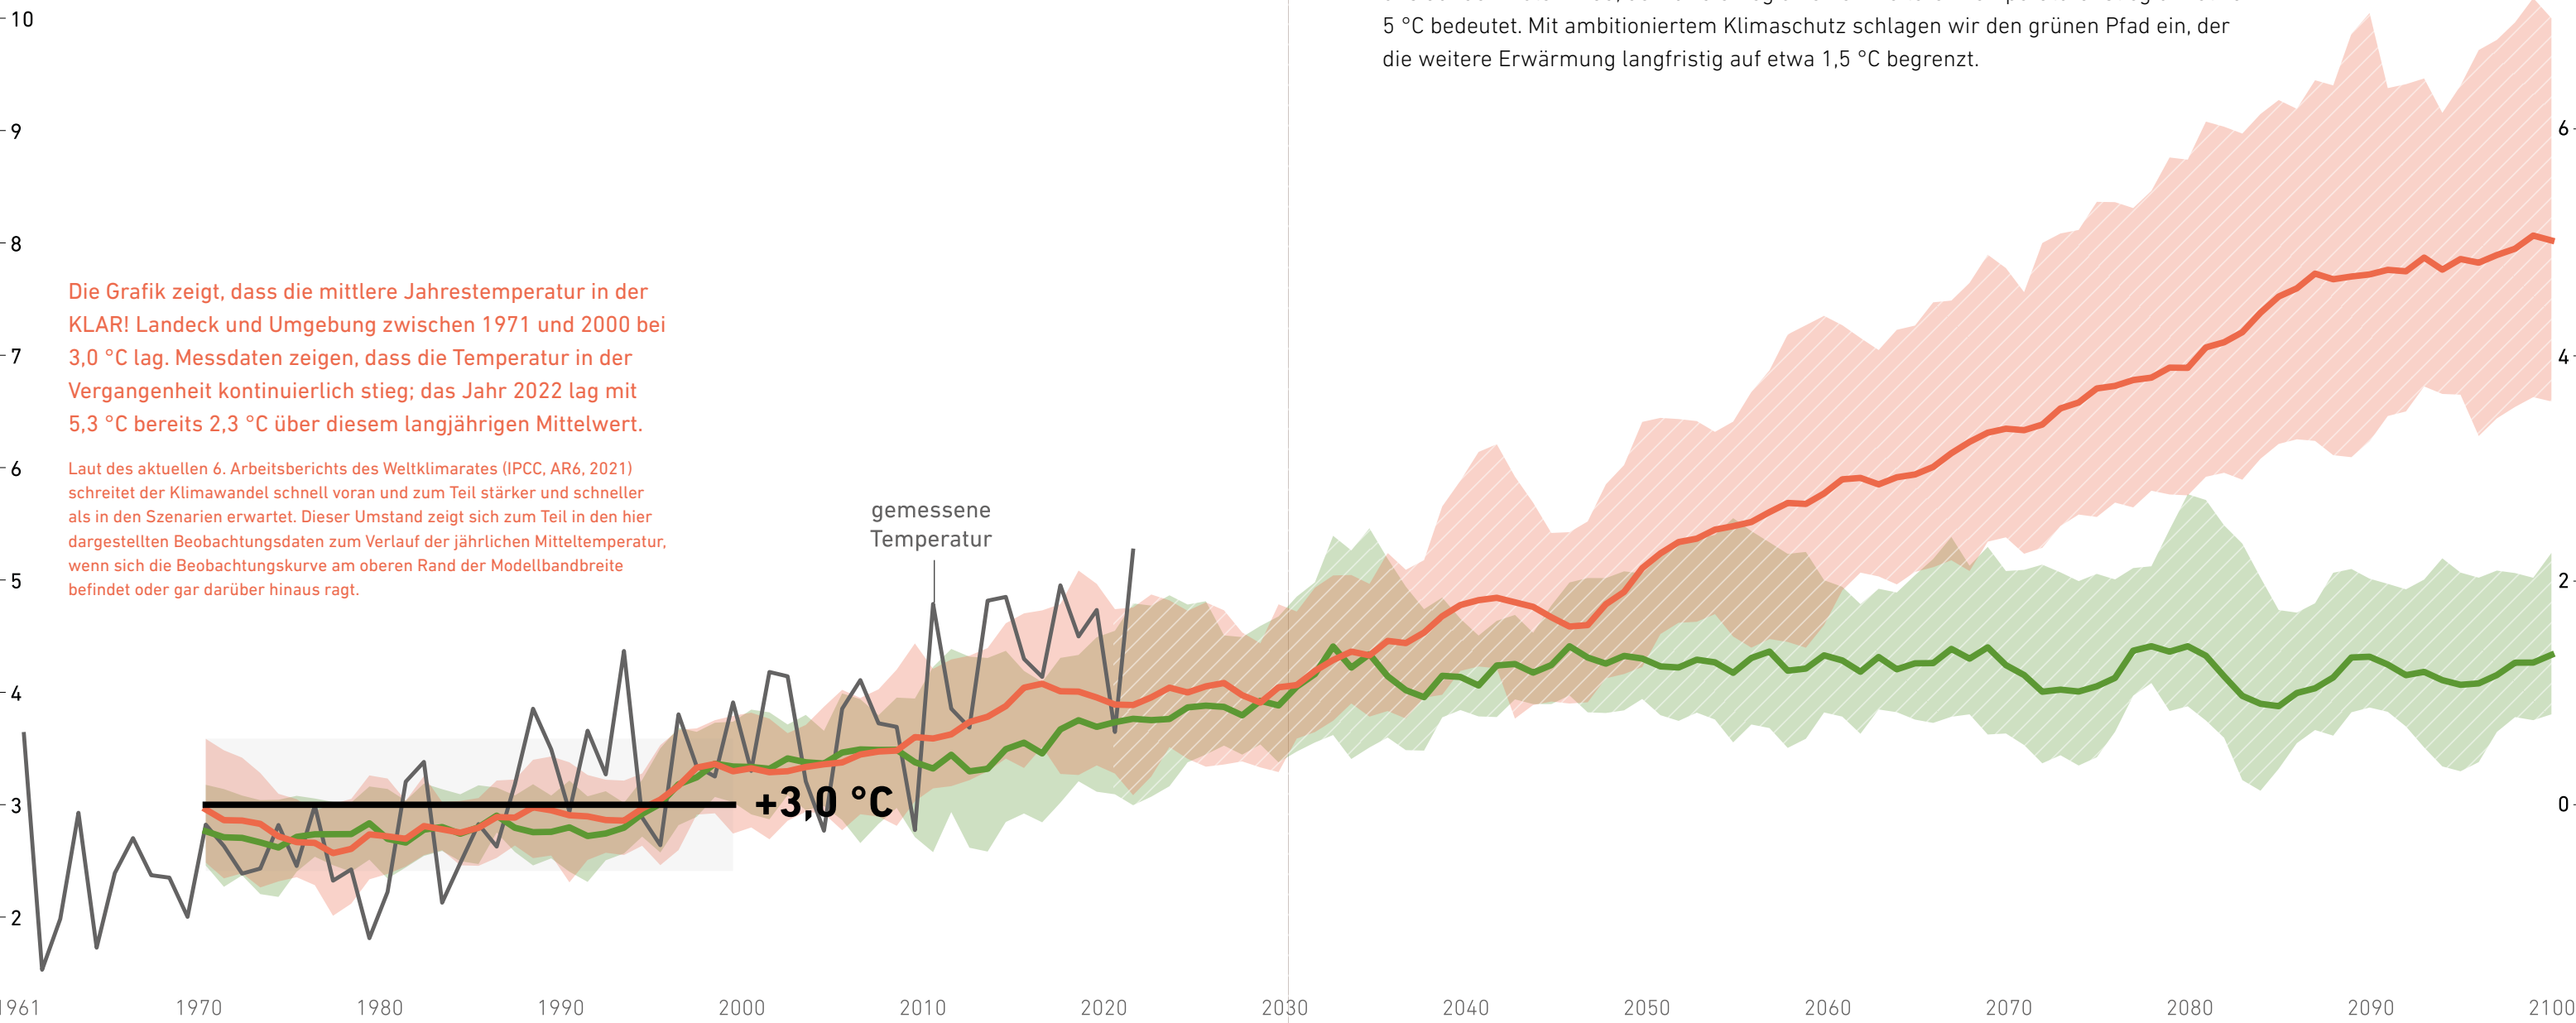 5 °C bedeutet. Mit ambitioniertem Klimaschutz schlagen wir den grünen Pfad ein, der
die weitere Erwärmung langfristig auf etwa 1,5 °C begrenzt.
10
9
8
7
6
5
4
3
2
6
4
2
0
Die Grafik zeigt, dass die mittlere Jahrestemperatur in der
KLAR! Landeck und Umgebung zwischen 1971 und 2000 bei
3,0 °C lag. Messdaten zeigen, dass die Temperatur in der
Vergangenheit kontinuierlich stieg; das Jahr 2022 lag mit
5,3 °C bereits 2,3 °C über diesem langjährigen Mittelwert.
Laut des aktuellen 6. Arbeitsberichts des Weltklimarates (IPCC, AR6, 2021)
schreitet der Klimawandel schnell voran und zum Teil stärker und schneller
als in den Szenarien erwartet. Dieser Umstand zeigt sich zum Teil in den hier
dargestellten Beobachtungsdaten zum Verlauf der jährlichen Mitteltemperatur,
wenn sich die Beobachtungskurve am oberen Rand der Modellbandbreite
befindet oder gar darüber hinaus ragt.
gemessene
Temperatur
+3,0 °C
1961 1970 1980 1990 2000 2010 2020 2030 2040 2050 2060 2070 2080 2090 2100